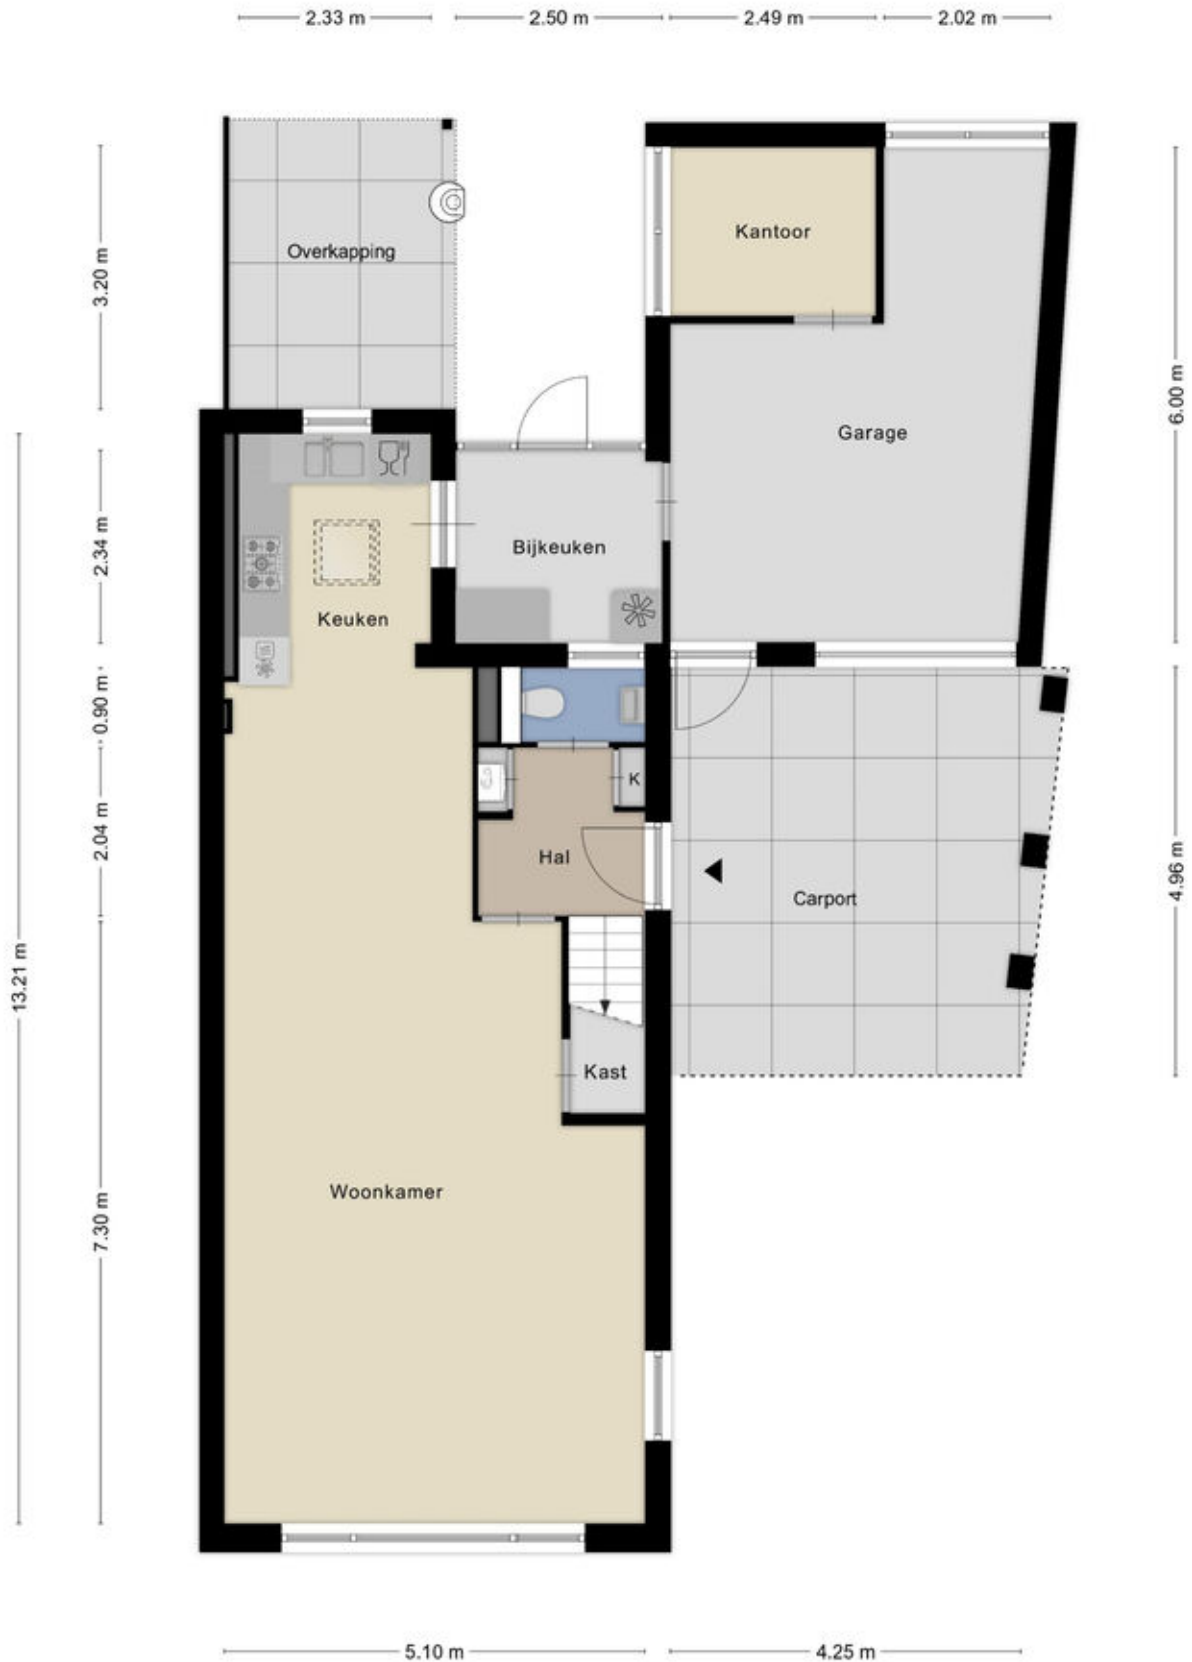 2.33 m
2.50 m
2.49 m
2.02 m
Overkapping
Kantoor
3.20 m
6.00 m
Garage
2.34 m
Bijkeuken
Keuken
0.90 m
K
2.04 m
Hal
4.96 m
Carport
13.21 m
Kast
Woonkamer
7.30 m
5.10 m
4.25 m